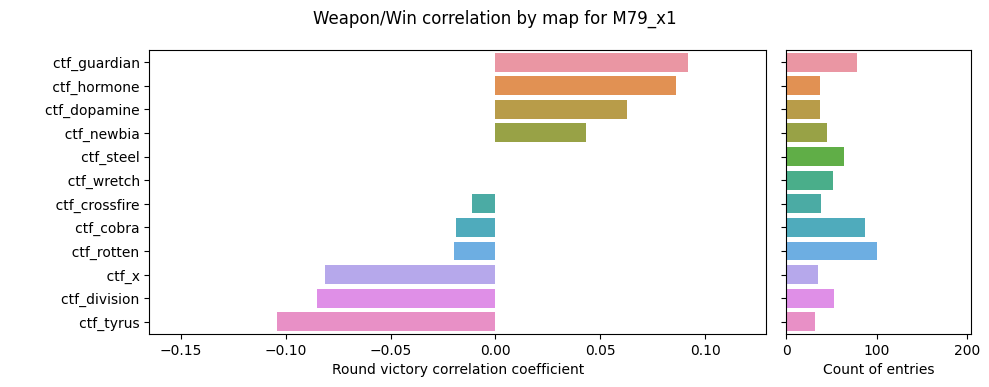 Weapon/Win correlation by map for M79_x1
ctf_guardian
ctf_hormone
ctf_dopamine
ctf_newbia
ctf_steel
ctf_wretch
ctf_crossfire
ctf_cobra
ctf_rotten
ctf_x
ctf_division
ctf_tyrus
−0.15 −0.10 −0.05 0.00 0.05 0.10
Round victory correlation coefficient
0 100 200
Count of entries